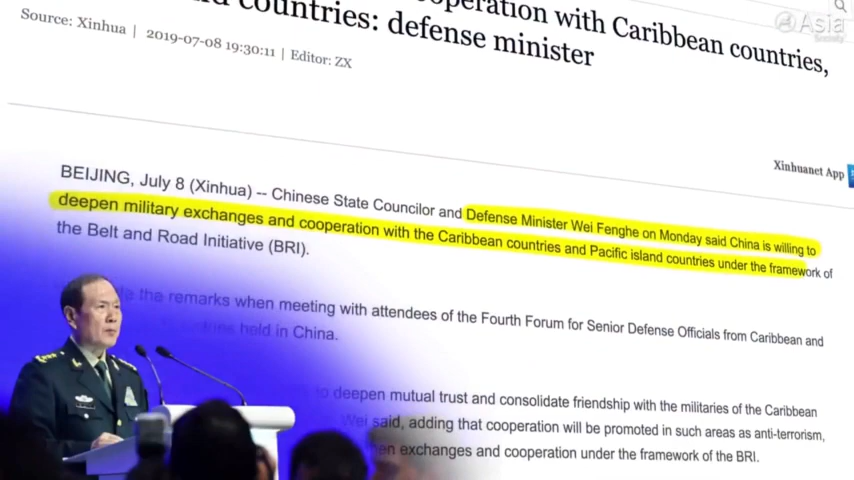 operation with Caribbean countries,
countries: defense minister
Source: Xinhua | 2019-07-08 19:30:11 | Editor: ZX
Asia
Society
Xinhuanet App
BEIJING, July 8 (Xinhua) -- Chinese State Councilor and Defense Minister Wei Fenghe on Monday said China is willing to
deepen military exchanges and cooperation with the Caribbean countries and Pacific island countries under the framework of
the Belt and Road Initiative (BRI).
the remarks when meeting with attendees of the Fourth Forum for Senior Defense Officials from Caribbean and
held in China.
to deepen mutual trust and consolidate friendship with the militaries of the Caribbean
Wei said, adding that cooperation will be promoted in such areas as anti-terrorism,
exchanges and cooperation under the framework of the BRI.